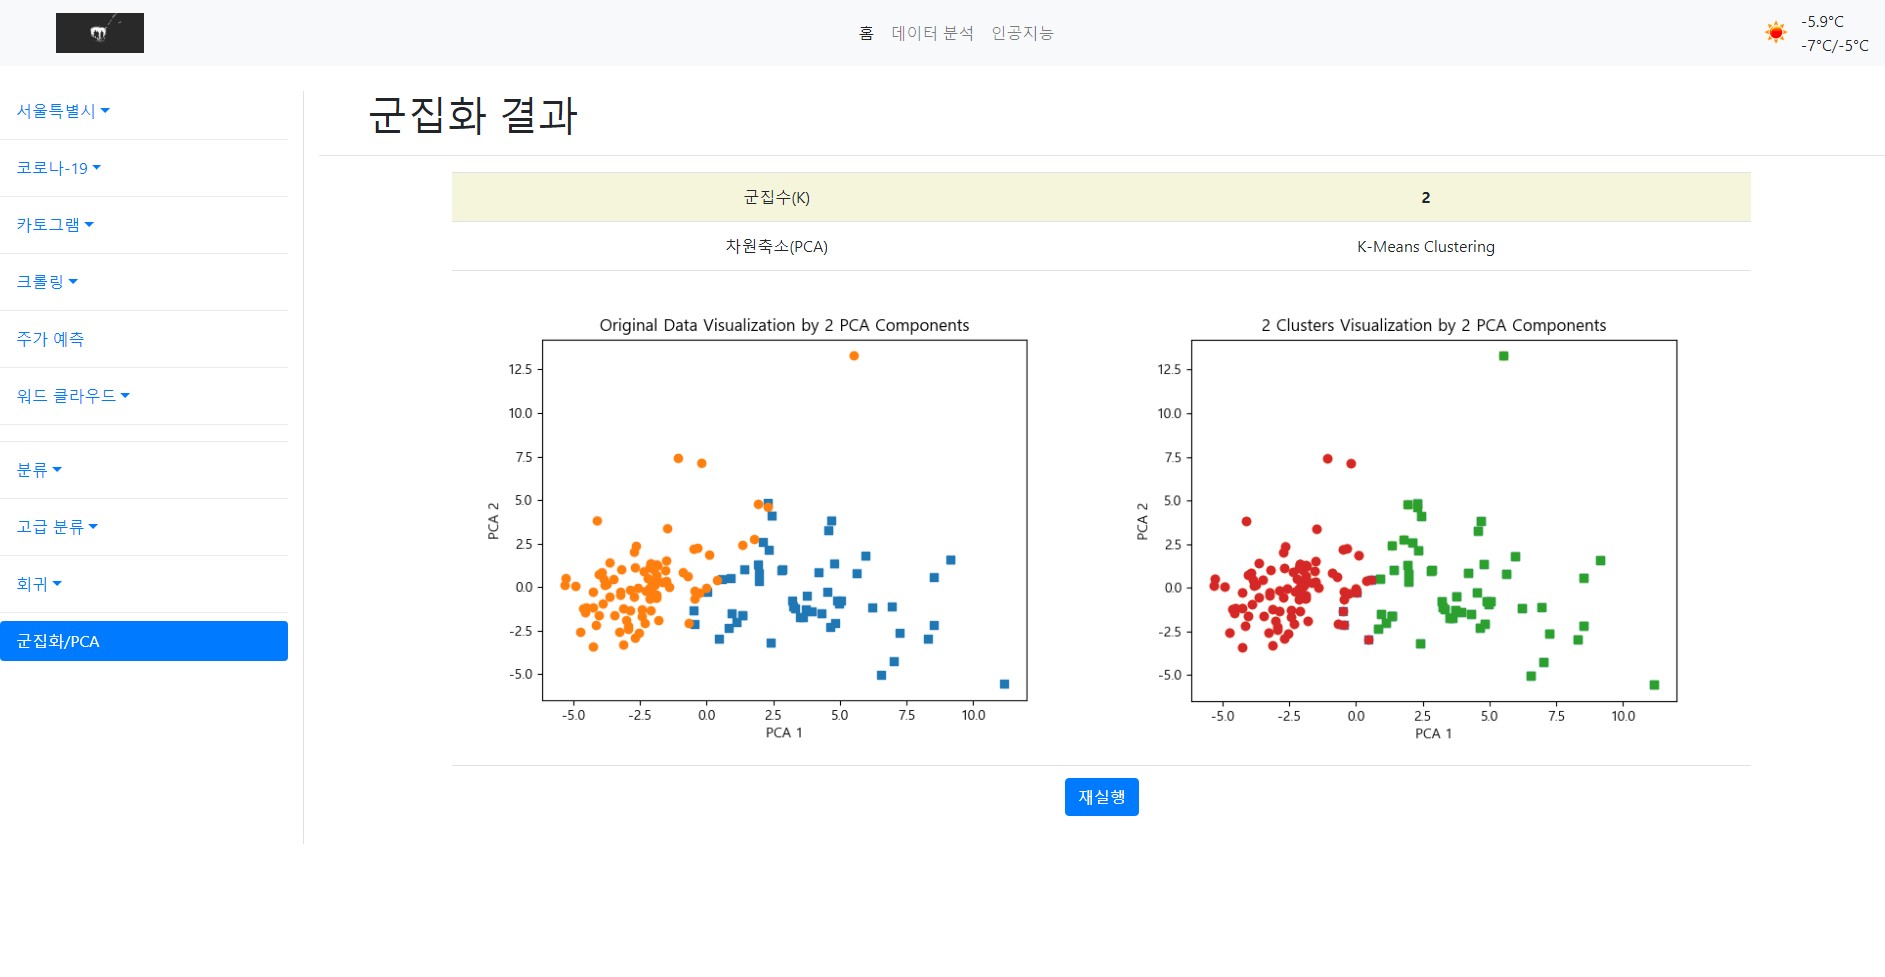 홈 데이터 분석 인공지능
-5.9°C
-7°C/-5°C
서울특별시
코로나-19
카토그램
크롤링
주가 예측
워드 클라우드
분류
고급 분류
회귀
군집화/PCA
군집화 결과
군집수(K) 2
차원축소(PCA) K-Means Clustering
Original Data Visualization by 2 PCA Components
12.5
10.0
7.5
5.0
2.5
0.0
-2.5
-5.0
PCA 2
-5.0 -2.5 0.0 2.5 5.0 7.5 10.0
PCA 1
2 Clusters Visualization by 2 PCA Components
12.5
10.0
7.5
5.0
2.5
0.0
-2.5
-5.0
PCA 2
-5.0 -2.5 0.0 2.5 5.0 7.5 10.0
PCA 1
재실행